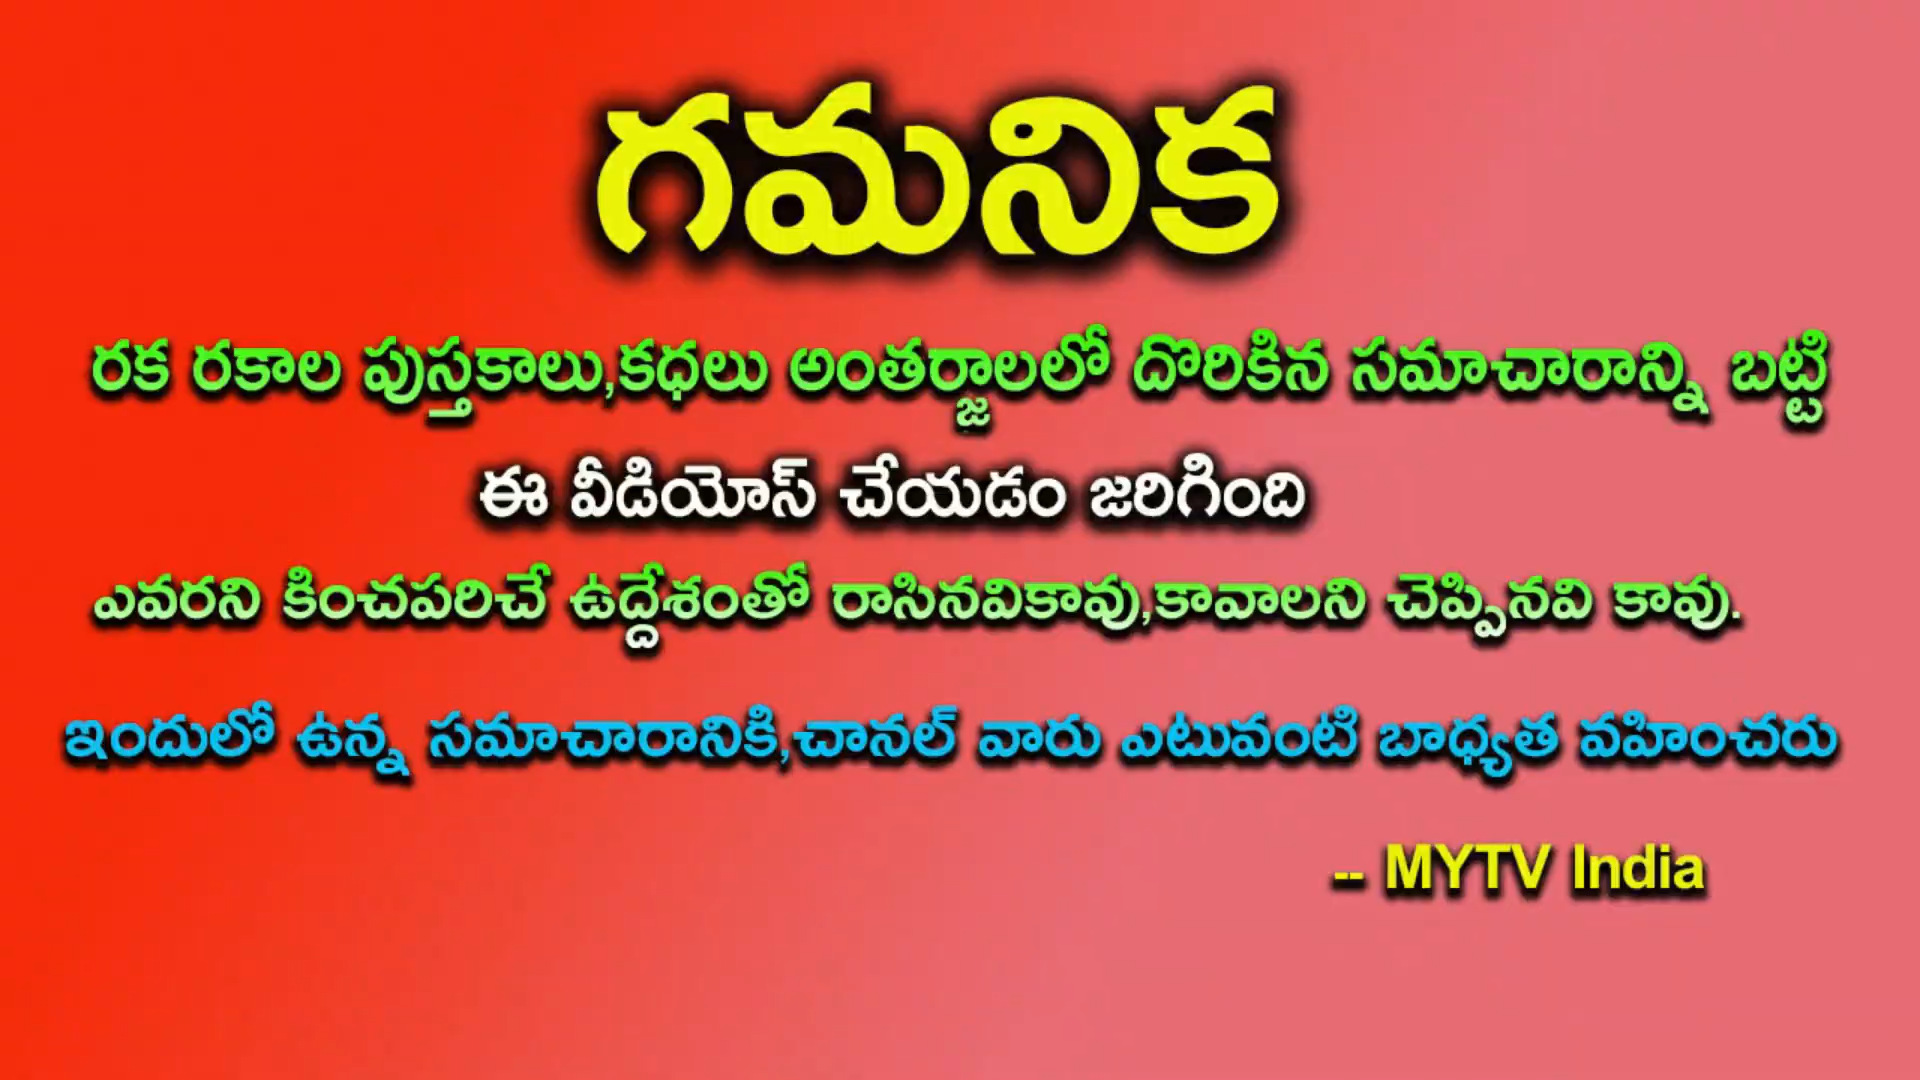 గమనిక
రక రకాల పుస్తకాలు,కధలు అంతర్జాలలో దొరికిన సమాచారాన్ని బట్టి
ఈ వీడియోస్ చేయడం జరిగింది
ఎవరని కించపరిచే ఉద్దేశంతో రాసినవికావు,కావాలని చెప్పినవి కావు.
ఇందులో ఉన్న సమాచారానికి,చానల్ వారు ఎటువంటి బాధ్యత వహించరు
-- MYTV India